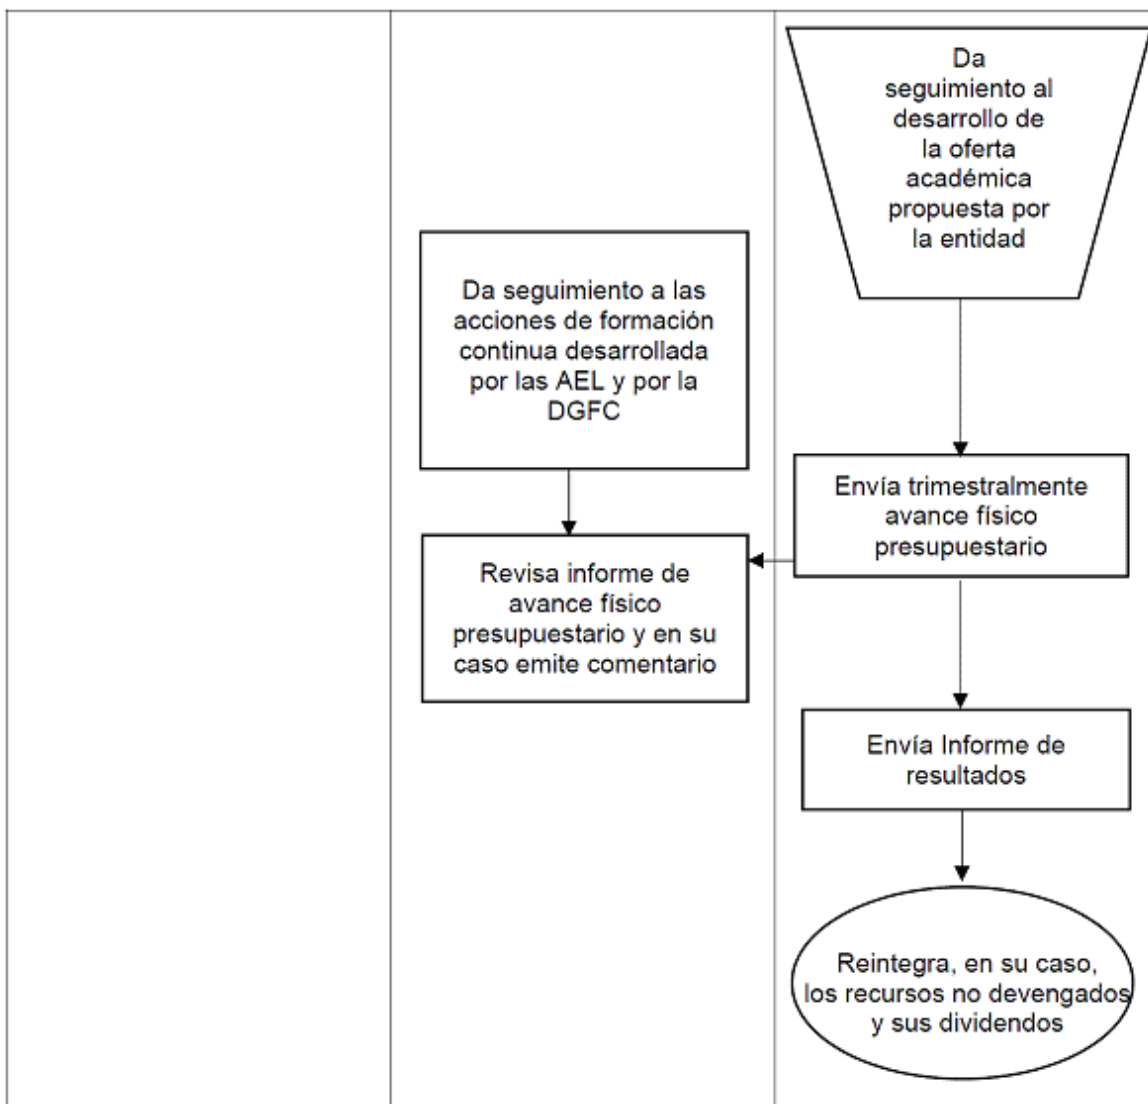 Da
seguimiento al
desarrollo de
la oferta
académica
propuesta por
la entidad
Da seguimiento a las
acciones de formación
continua desarrollada
por las AEL y por la
DGFC
Envía trimestralmente
avance físico
presupuestario
Revisa informe de
avance físico
presupuestario y en su
caso emite comentario
Envía Informe de
resultados
Reintegra, en su caso,
los recursos no devengados
y sus dividendos